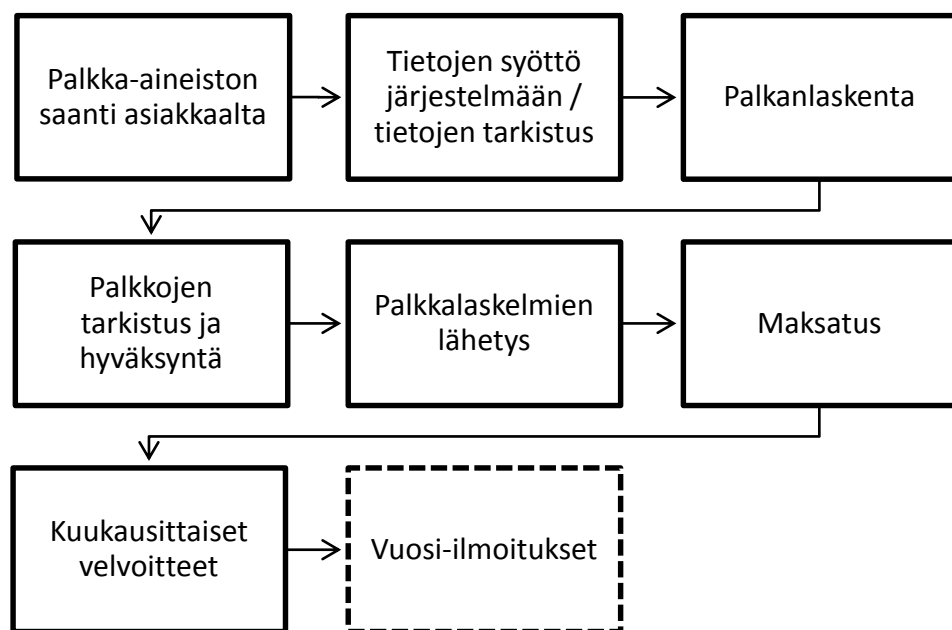 Palkka-aineiston
saanti asiakkaalta
Tietojen syöttö
järjestelmään /
tietojen tarkistus
Palkanlaskenta
Palkkojen
tarkistus ja
hyväksyntä
Palkkalaskelmien
lähetys
Maksatus
Kuukausittaiset
velvoitteet
Vuosi-ilmoitukset